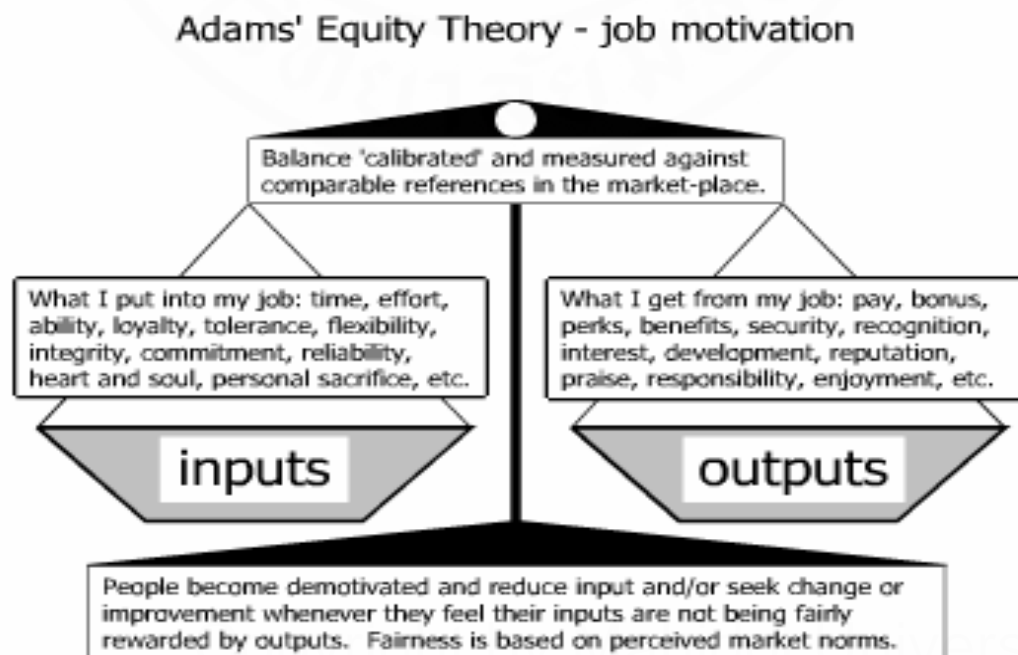 Adams' Equity Theory - job motivation
Balance 'calibrated' and measured against
comparable references in the market-place.
What I put into my job: time, effort,
ability, loyalty, tolerance, flexibility,
integrity, commitment, reliability,
heart and soul, personal sacrifice, etc.
What I get from my job: pay, bonus,
perks, benefits, security, recognition,
interest, development, reputation,
praise, responsibility, enjoyment, etc.
inputs
outputs
People become demotivated and reduce input and/or seek change or
improvement whenever they feel their inputs are not being fairly
rewarded by outputs. Fairness is based on perceived market norms.